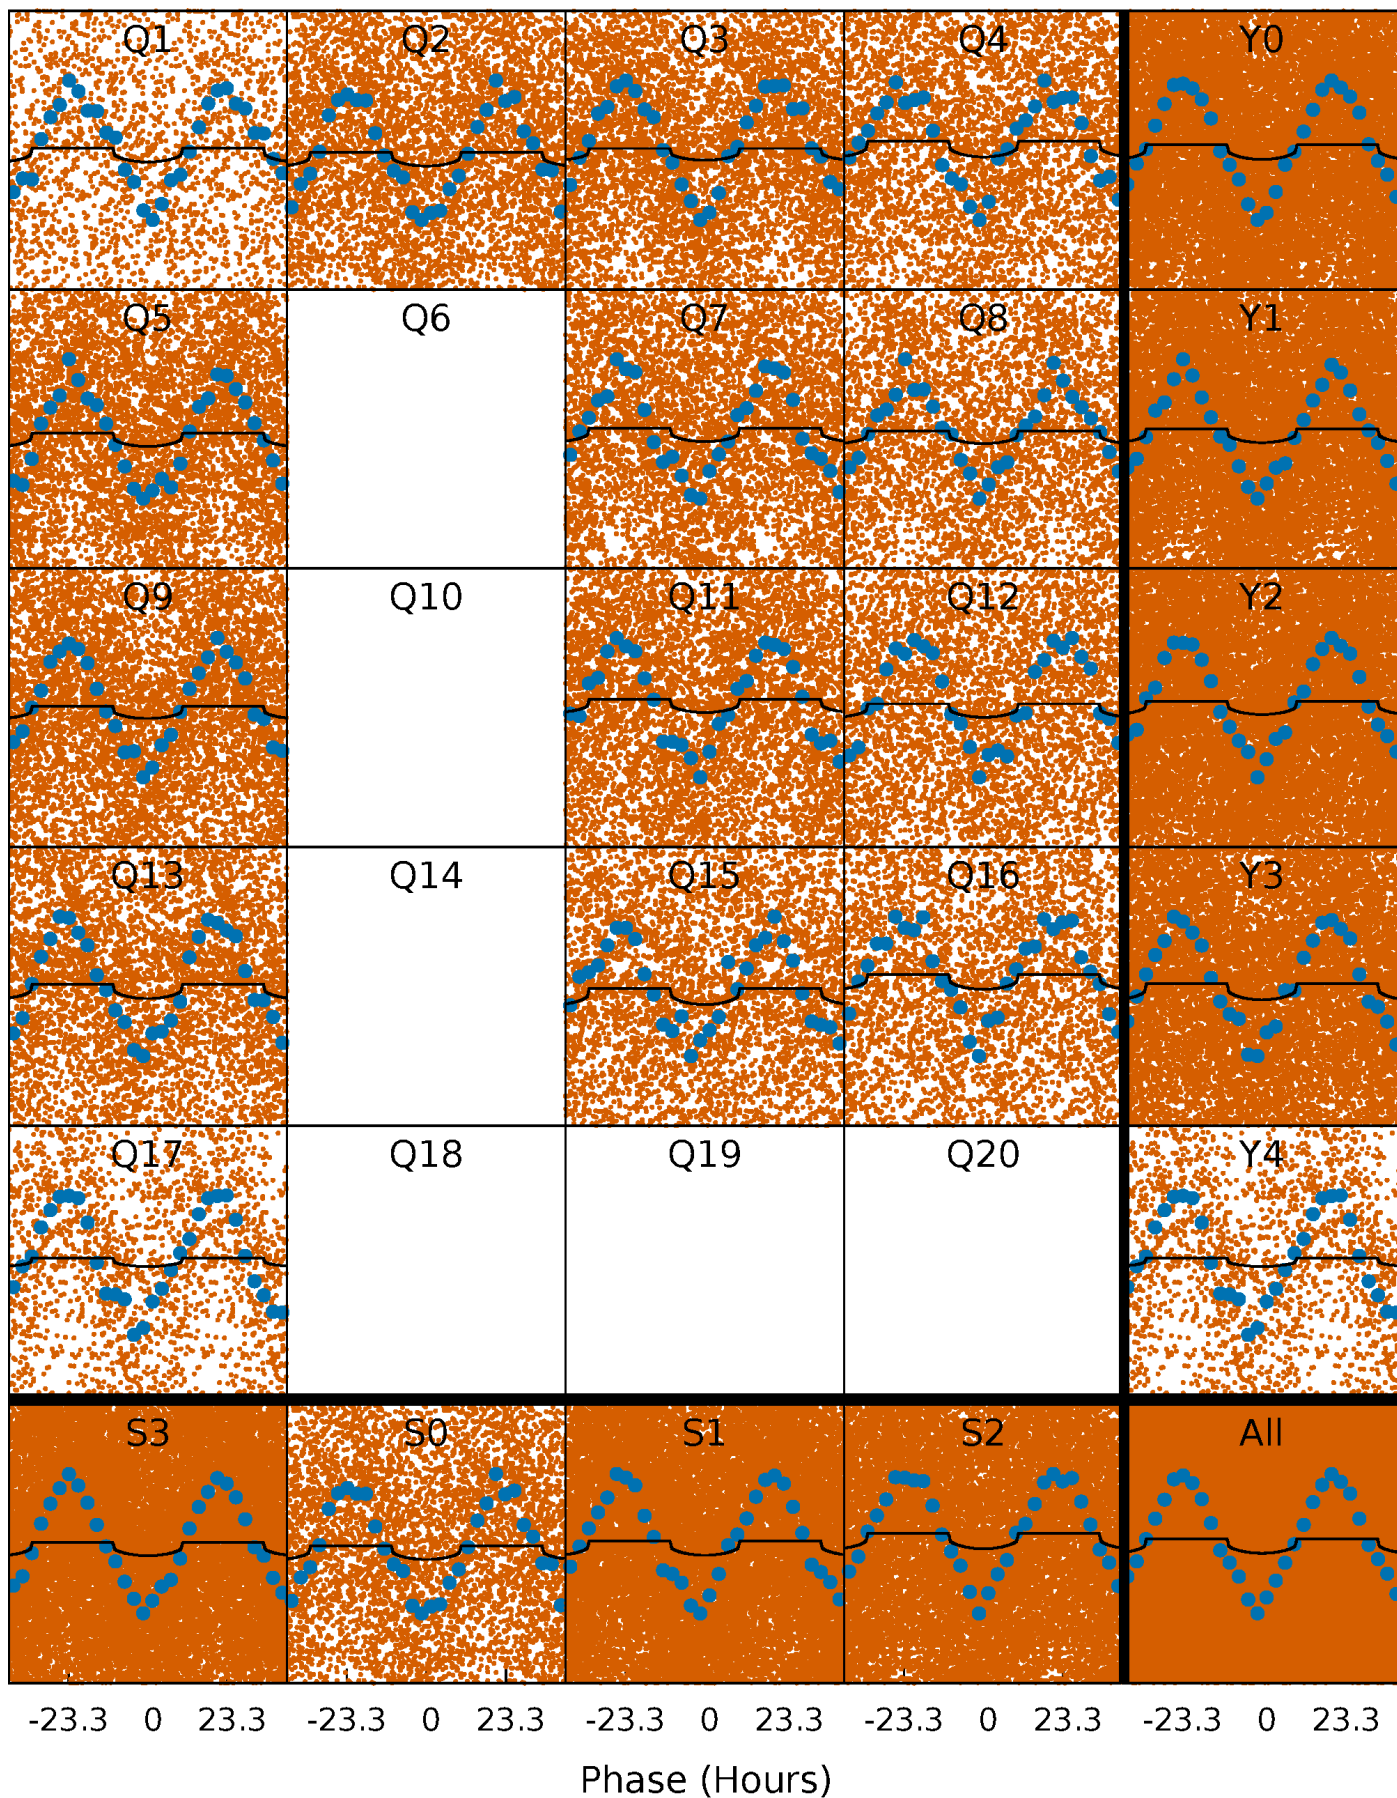 Q1 Q2 Q3 Q4 Y0
Q5 Q6 Q7 Q8 Y1
Q9 Q10 Q11 Q12 Y2
Q13 Q14 Q15 Q16 Y3
Q17 Q18 Q19 Q20 Y4
S3 S0 S1 S2 All
-23.3 0 23.3 -23.3 0 23.3 -23.3 0 23.3 -23.3 0 23.3 -23.3 0 23.3
Phase (Hours)